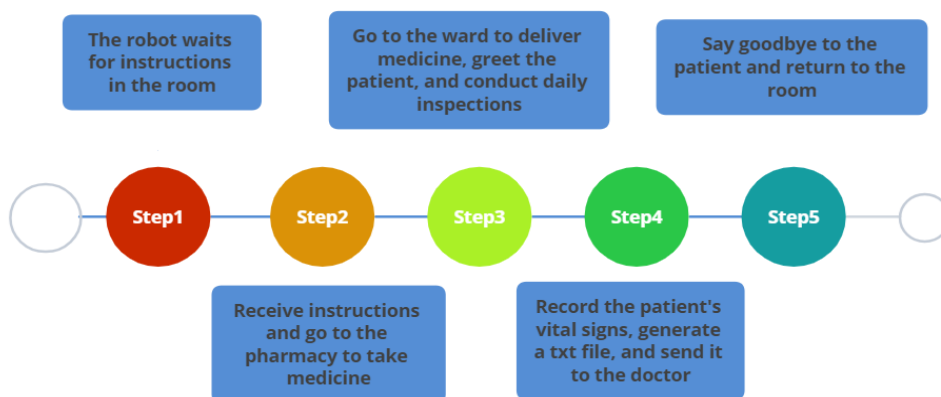 The robot waits
for instructions
in the room
Go to the ward to deliver
medicine, greet the
patient, and conduct daily
inspections
Say goodbye to the
patient and return to the
room
Step1
Step2
Step3
Step4
Step5
Receive instructions
and go to the
pharmacy to take
medicine
Record the patient's
vital signs, generate
a txt file, and send it
to the doctor